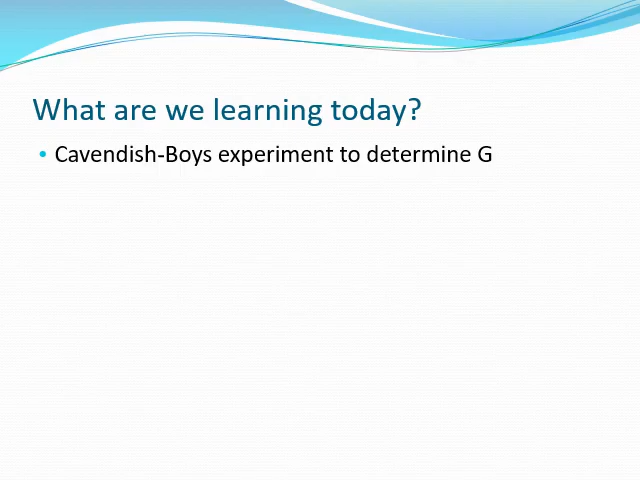 What are we learning today?
• Cavendish-Boys experiment to determine G